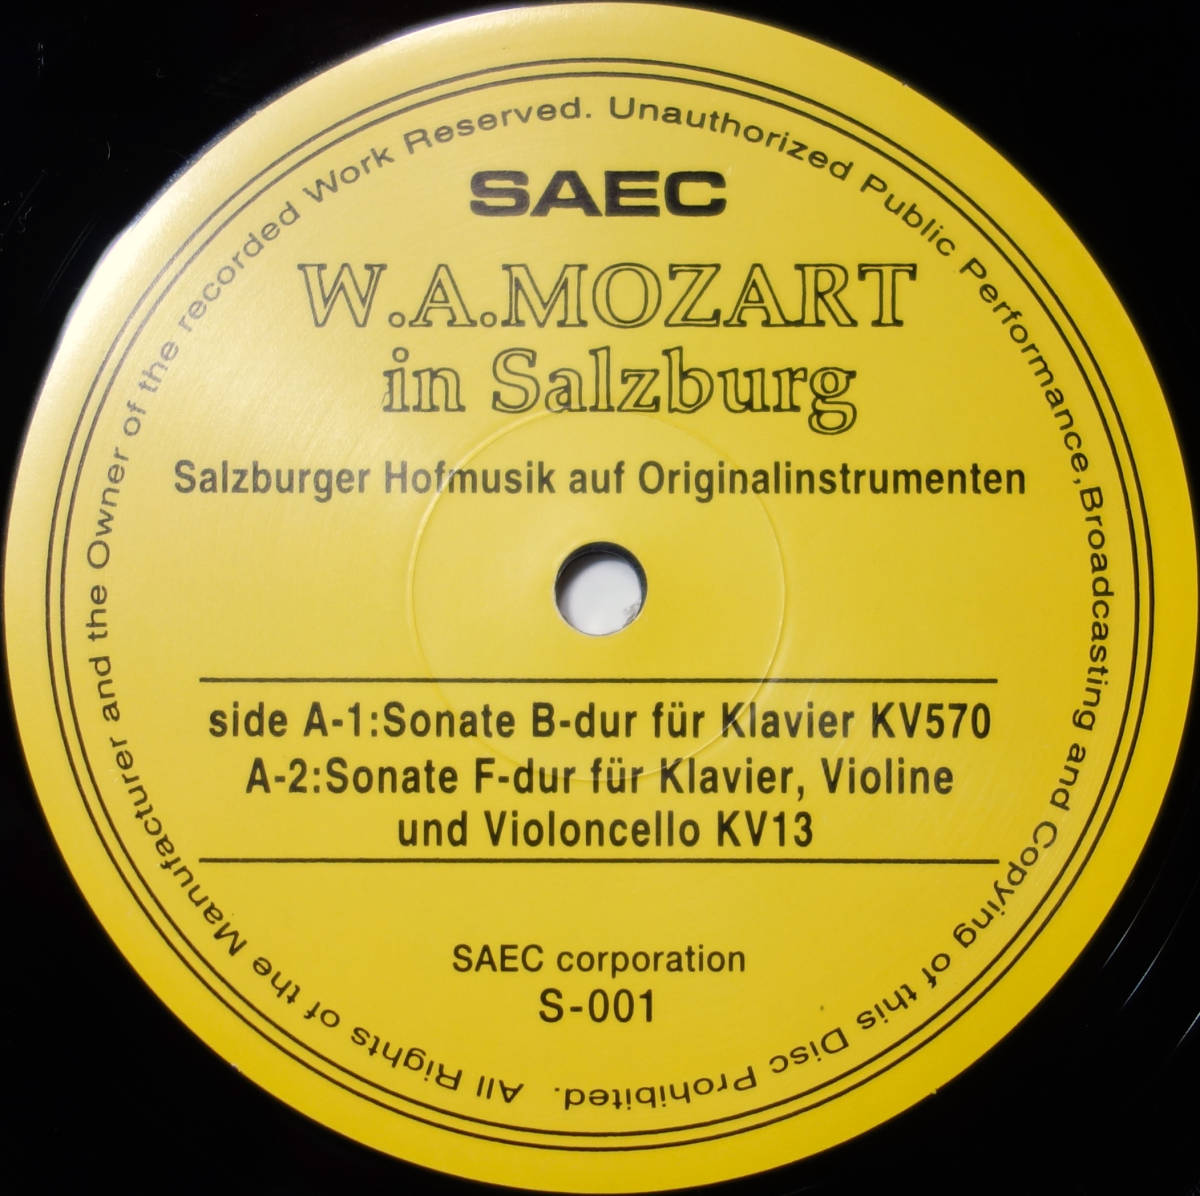 SAEC
W.A.MOZART
in Salzburg
Salzburger Hofmusik auf Originalinstrumenten
side A-1:Sonate B-dur für Klavier KV570
A-2:Sonate F-dur für Klavier, Violine
und Violoncello KV13
SAEC corporation
S-001
All Rights of the Manufacturer and the Owner of the recorded Work Reserved. Unauthorized Public Performance, Broadcasting and Copying of this Disc Prohibited.